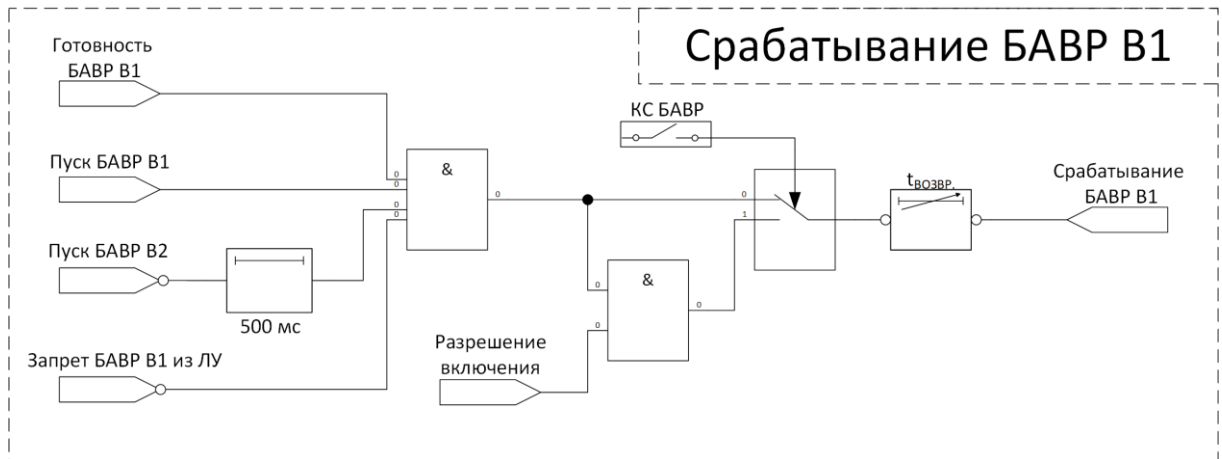 Срабатывание БАВР В1
Готовность
БАВР В1
КС БАВР
Пуск БАВР В1
&
0
0
0
0
0
0
1
tВОЗВР.
Срабатывание
БАВР В1
Пуск БАВР В2
500 мс
&
0
0
0
Запрет БАВР В1 из ЛУ
Разрешение
включения